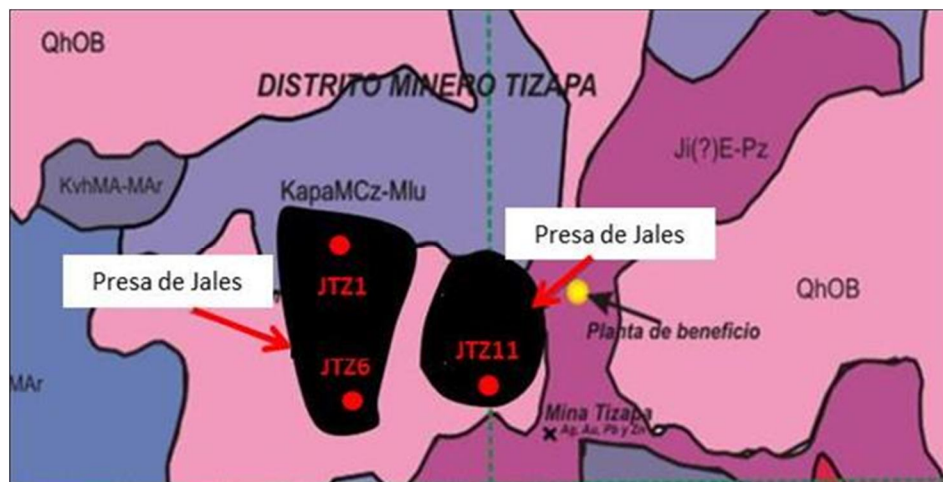 QhOB
DISTRITO MINERO TIZAPA
Ji(?)E-Pz
KvhMA-MAr
KapaMCz-Mlu
Presa de Jales
Presa de Jales
JTZ1
QhOB
Planta de beneficio
JTZ6
JTZ11
MAr
Mina Tizapa
Ag, Au, Pb y Zn